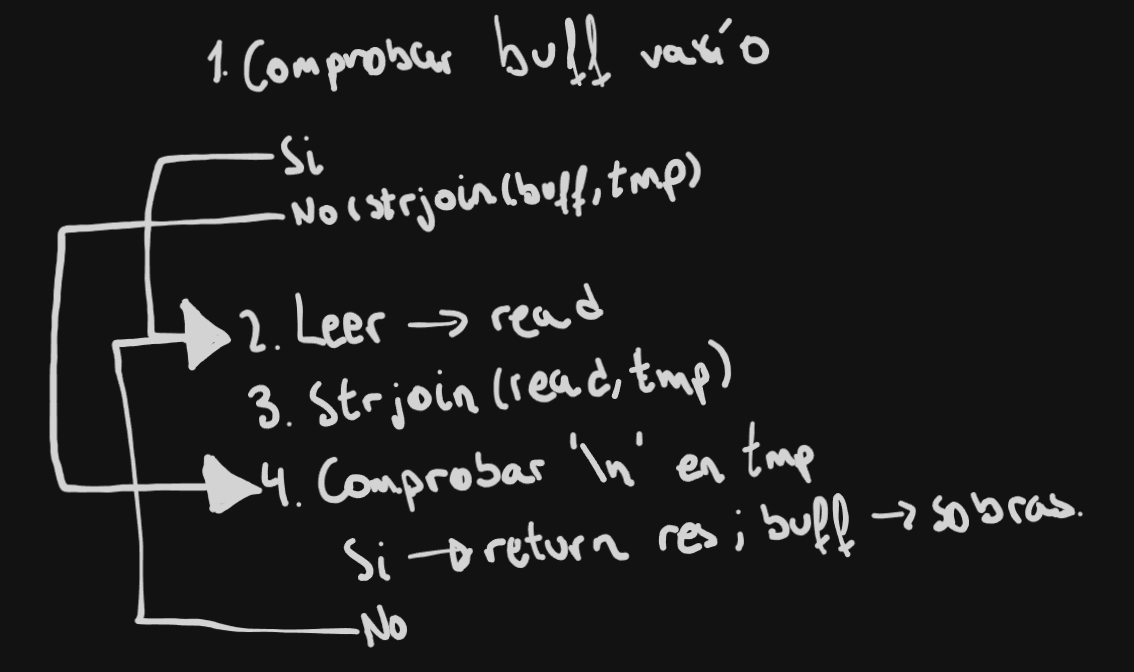 1. Comprobar buff vacío
Si
No (strjoin(buff, tmp)
2. Leer → read
3. Strjoin (read, tmp)
4. Comprobar '\n' en tmp
Si → return res ; buff → sobras.
No